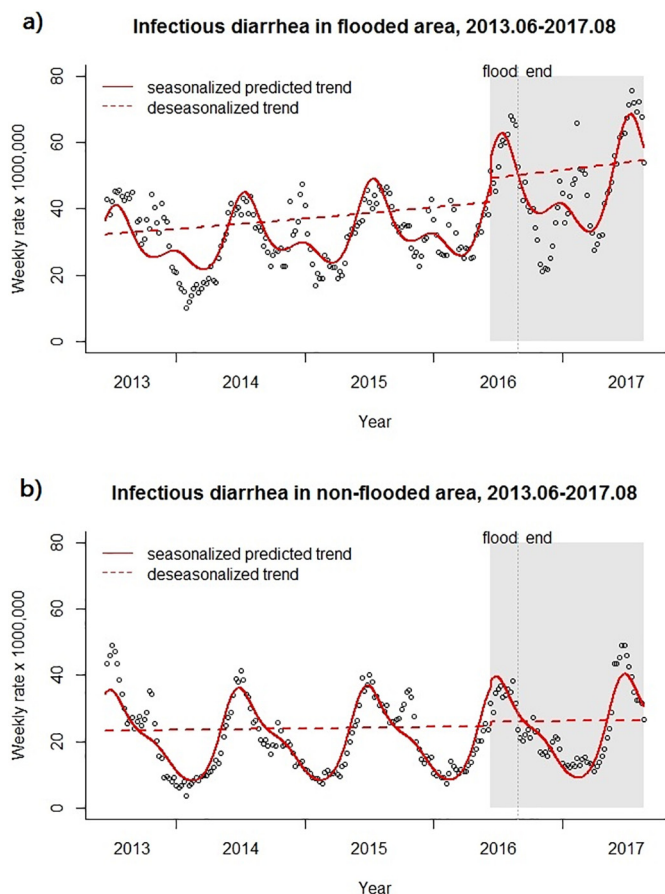 a)
Infectious diarrhea in flooded area, 2013.06-2017.08
flood end
seasonalized predicted trend
deseasonalized trend
Weekly rate x 1000,000
80
60
40
20
0
2013 2014 2015 2016 2017
Year
b)
Infectious diarrhea in non-flooded area, 2013.06-2017.08
flood end
seasonalized predicted trend
deseasonalized trend
Weekly rate x 1000,000
80
60
40
20
0
2013 2014 2015 2016 2017
Year